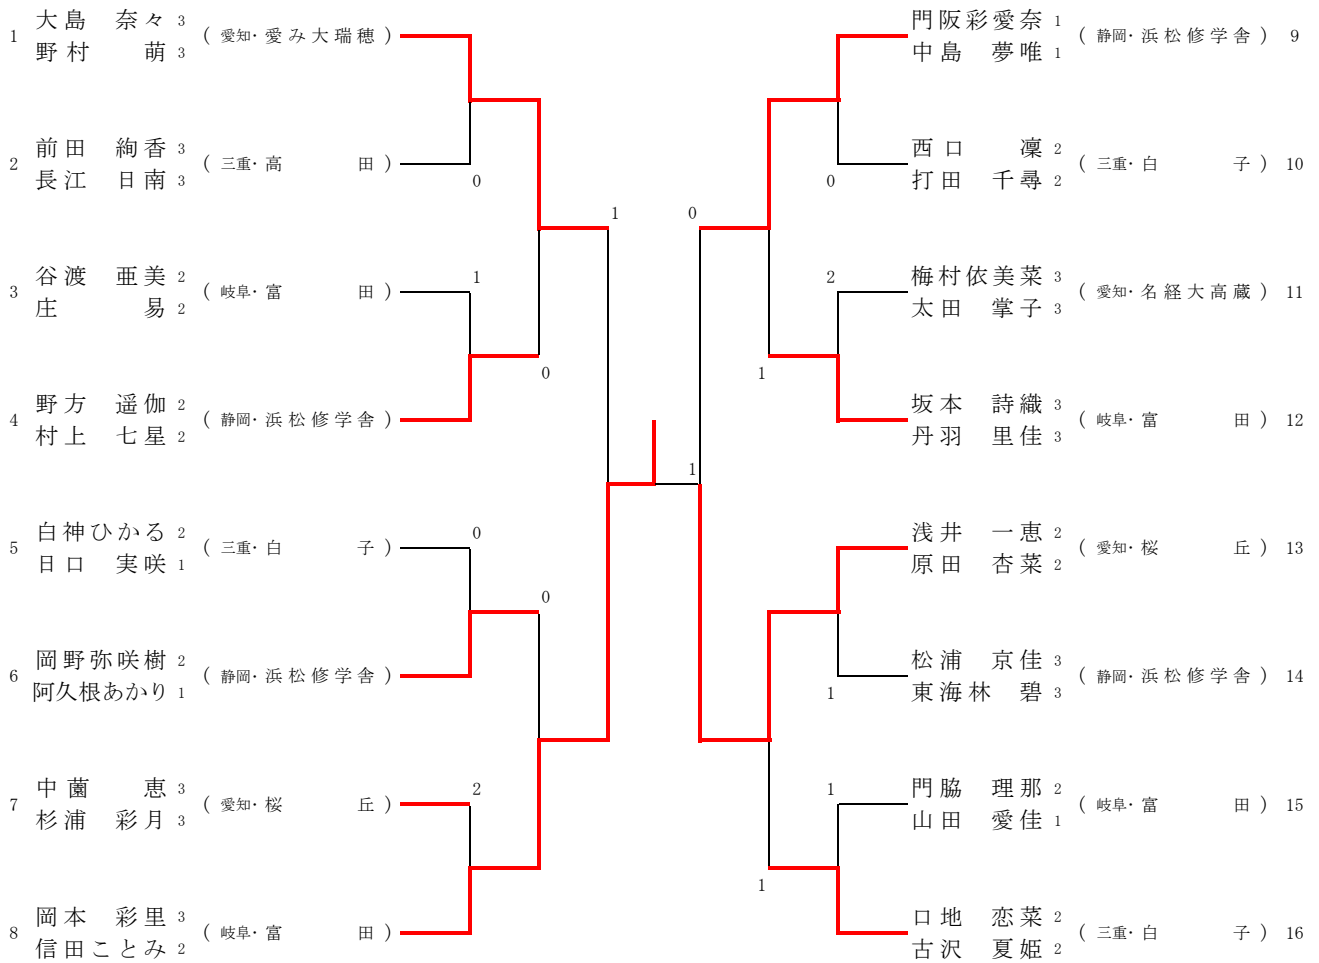 1 大島 奈々 3 ( 愛知・愛み大瑞穂 )
野村 萌 3
2 前田 絢香 3 ( 三重・高 田 )
長江 日南 3
0
3 谷渡 亜美 2 ( 岐阜・富 田 )
庄 易 2
1
4 野方 遥伽 2 ( 静岡・浜松修学舎 )
村上 七星 2
0
1
5 白神ひかる 2 ( 三重・白 子 )
日口 実咲 1
0
6 岡野弥咲樹 2 ( 静岡・浜松修学舎 )
阿久根あかり 1
0
7 中薗 恵 3 ( 愛知・桜 丘 )
杉浦 彩月 3
2
8 岡本 彩里 3 ( 岐阜・富 田 )
信田ことみ 2
門阪彩愛奈 1 ( 静岡・浜松修学舎 ) 9
中島 夢唯 1
西口 凜 2 ( 三重・白 子 ) 10
打田 千尋 2
0
0
梅村依美菜 3 ( 愛知・名経大高蔵 ) 11
太田 掌子 3
2
坂本 詩織 3 ( 岐阜・富 田 ) 12
丹羽 里佳 3
1
1
浅井 一恵 2 ( 愛知・桜 丘 ) 13
原田 杏菜 2
松浦 京佳 3 ( 静岡・浜松修学舎 ) 14
東海林 碧 3
1
門脇 理那 2 ( 岐阜・富 田 ) 15
山田 愛佳 1
1
口地 恋菜 2 ( 三重・白 子 ) 16
古沢 夏姫 2
1